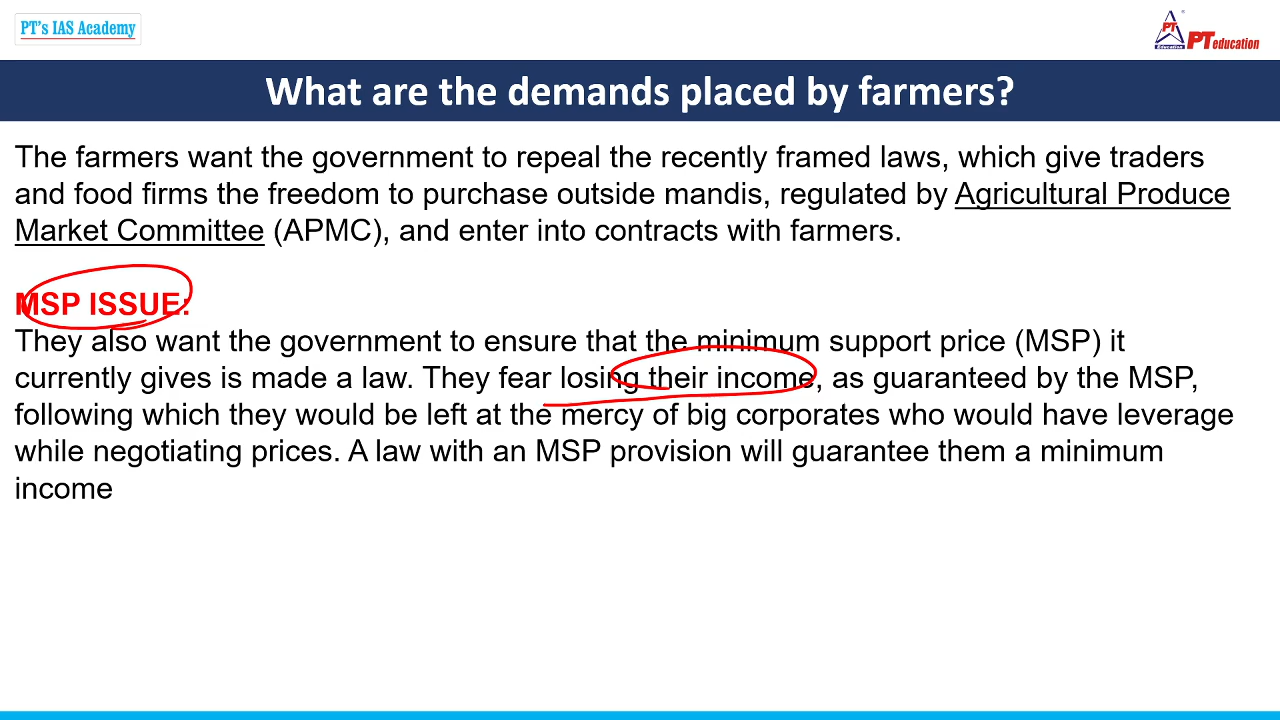 PT's IAS Academy
PT
Education
PT education
What are the demands placed by farmers?
The farmers want the government to repeal the recently framed laws, which give traders
and food firms the freedom to purchase outside mandis, regulated by Agricultural Produce
Market Committee (APMC), and enter into contracts with farmers.
MSP ISSUE:
They also want the government to ensure that the minimum support price (MSP) it
currently gives is made a law. They fear losing their income, as guaranteed by the MSP,
following which they would be left at the mercy of big corporates who would have leverage
while negotiating prices. A law with an MSP provision will guarantee them a minimum
income